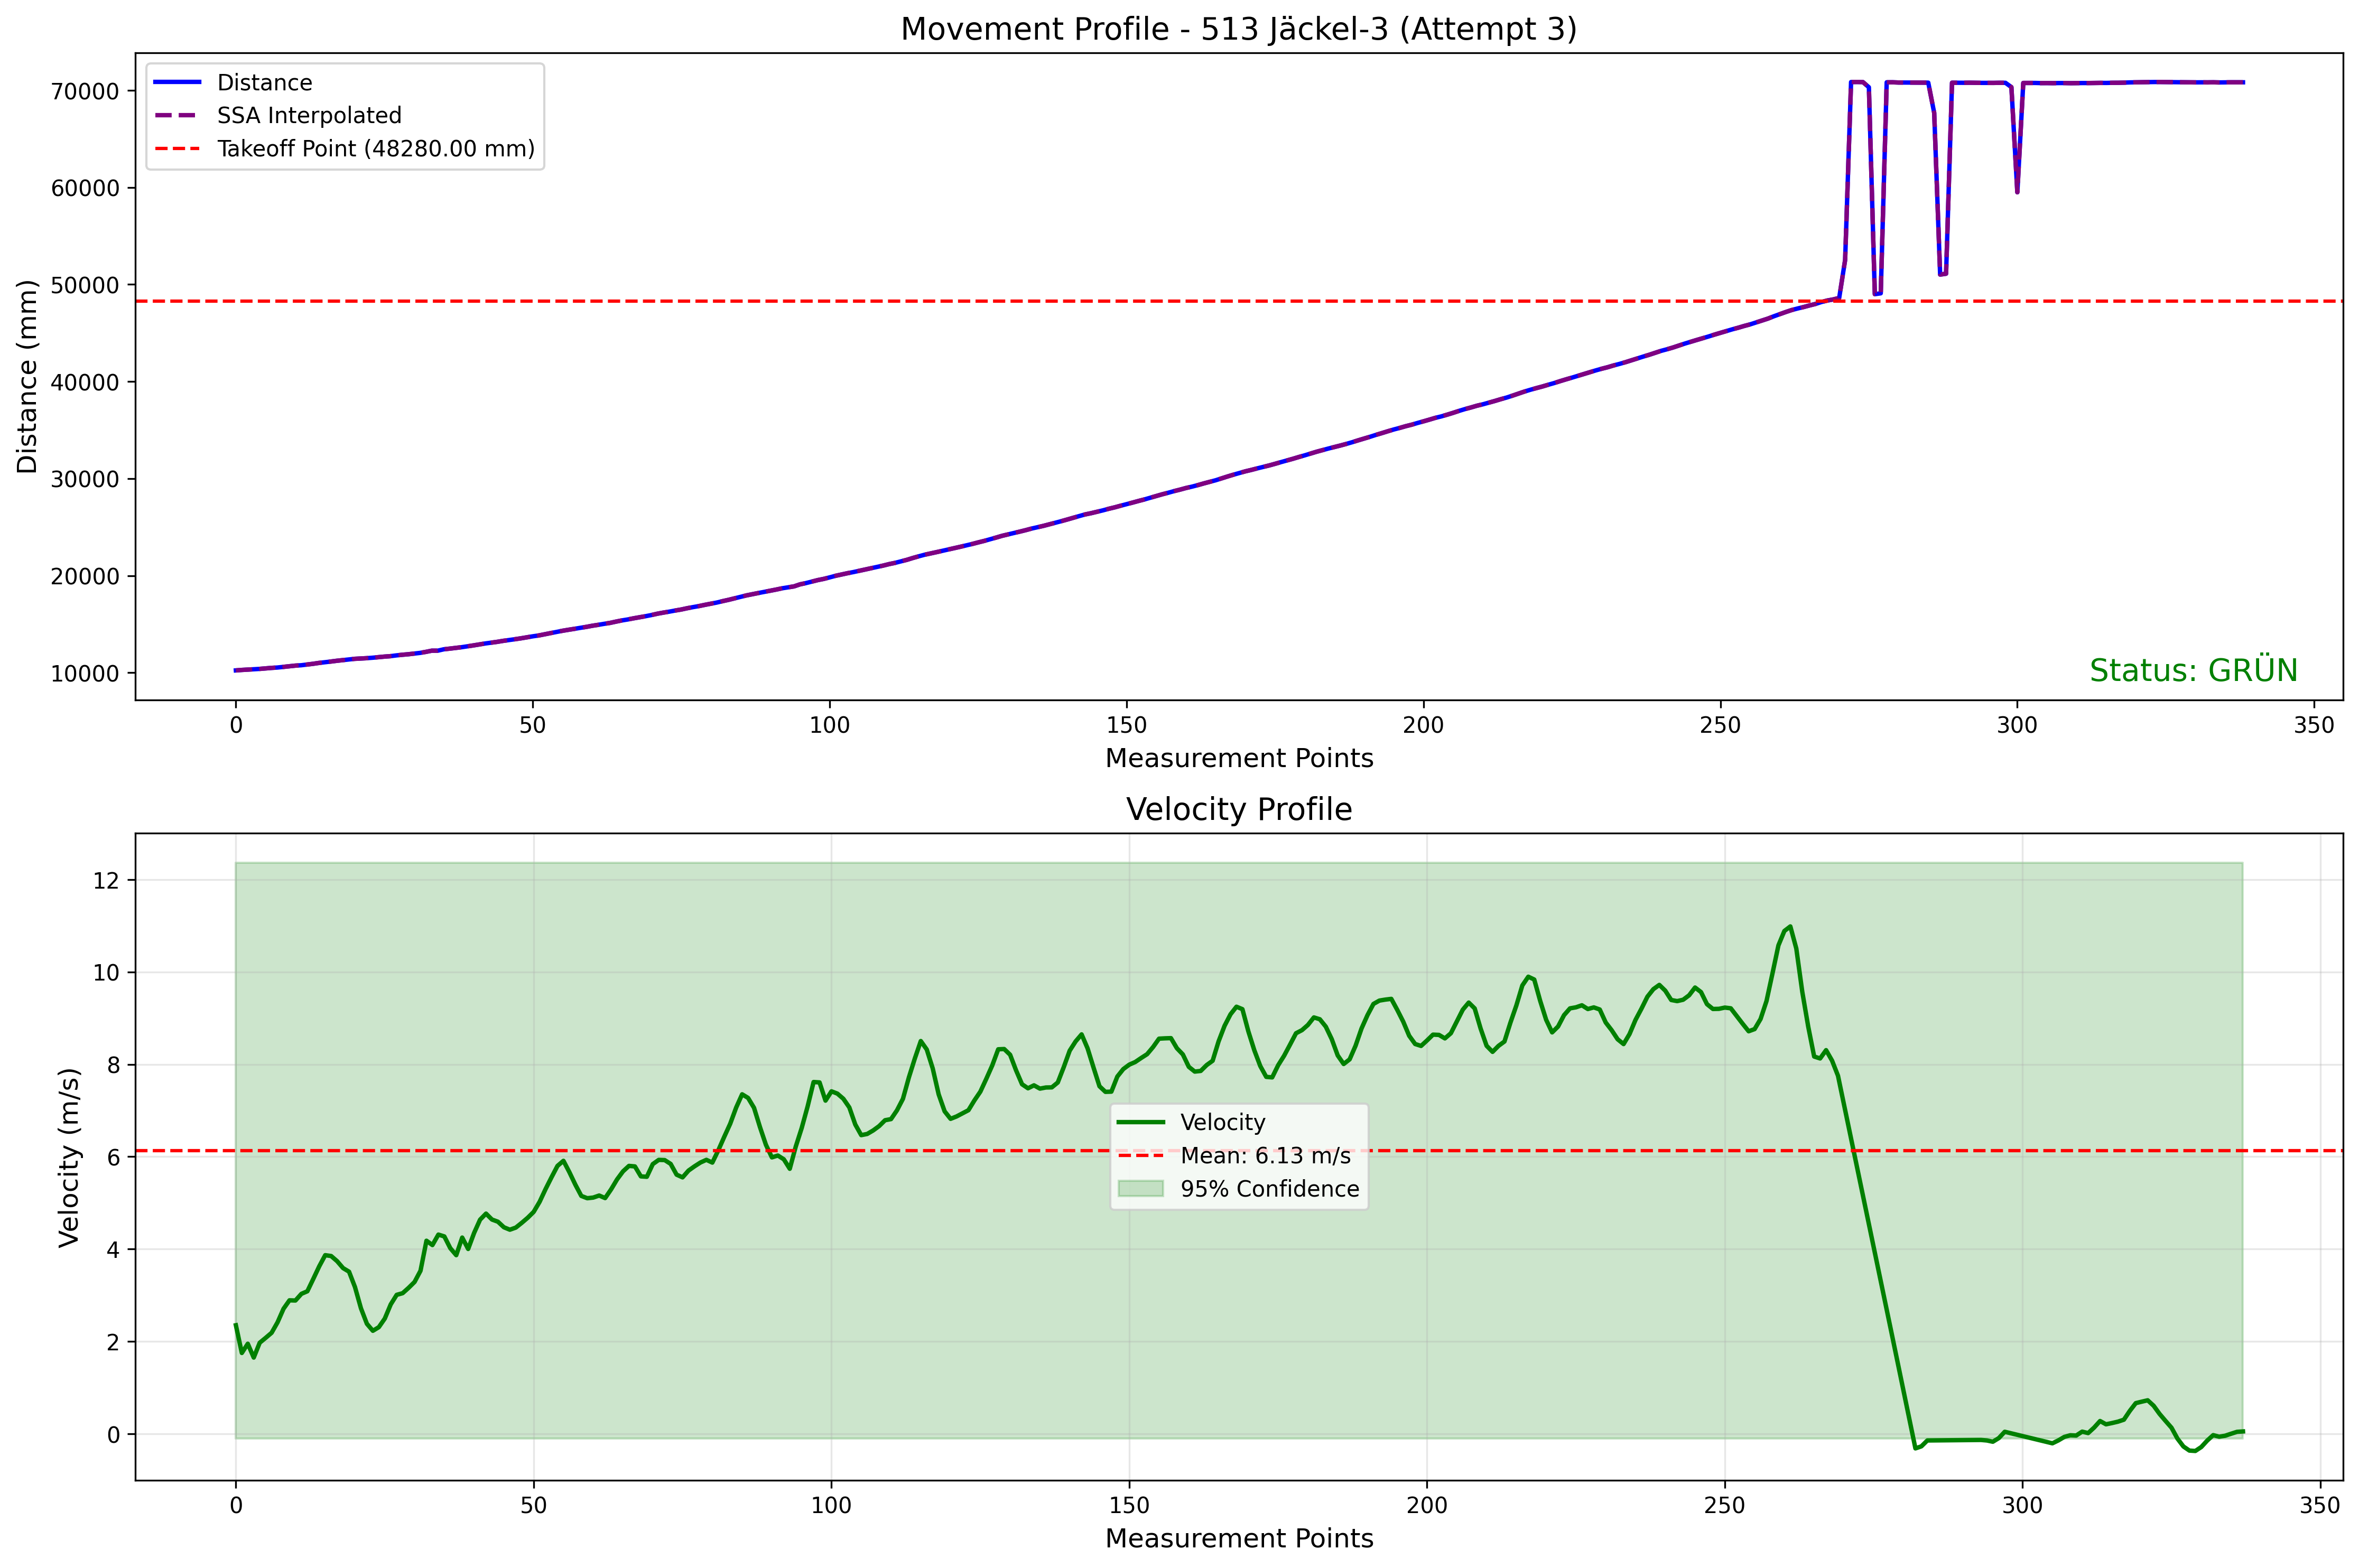 Movement Profile - 513 Jäckel-3 (Attempt 3)
Distance
SSA Interpolated
Takeoff Point (48280.00 mm)
Distance (mm)
70000
60000
50000
40000
30000
20000
10000
Status: GRÜN
0 50 100 150 200 250 300 350
Measurement Points
Velocity Profile
Velocity (m/s)
12
10
8
6
4
2
0
Velocity
Mean: 6.13 m/s
95% Confidence
0 50 100 150 200 250 300 350
Measurement Points